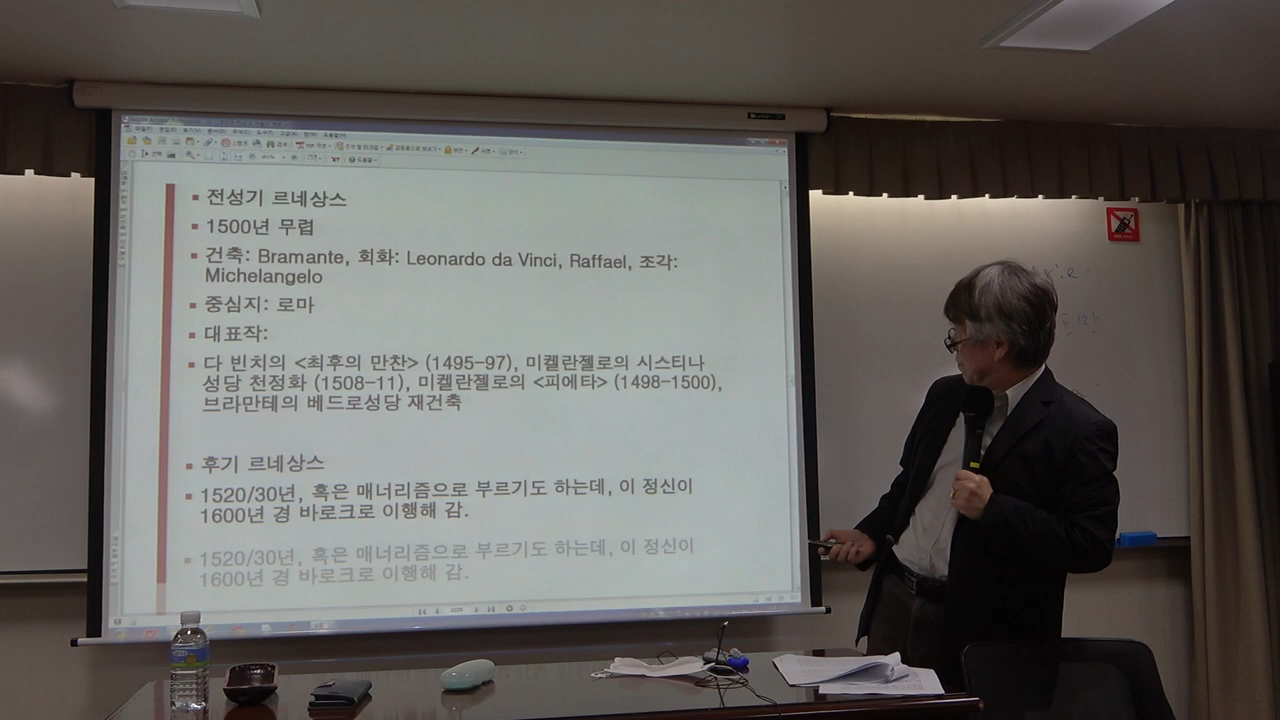 전성기 르네상스
1500년 무렵
건축: Bramante, 회화: Leonardo da Vinci, Raffael, 조각:
Michelangelo
중심지: 로마
대표작:
다 빈치의 <최후의 만찬> (1495-97), 미켈란젤로의 시스티나
성당 천정화 (1508-11), 미켈란젤로의 <피에타> (1498-1500),
브라만테의 베드로성당 재건축
후기 르네상스
1520/30년, 혹은 매너리즘으로 부르기도 하는데, 이 정신이
1600년 경 바로크로 이행해 감.
1520/30년, 혹은 매너리즘으로 부르기도 하는데, 이 정신이
1600년 경 바로크로 이행해 감.